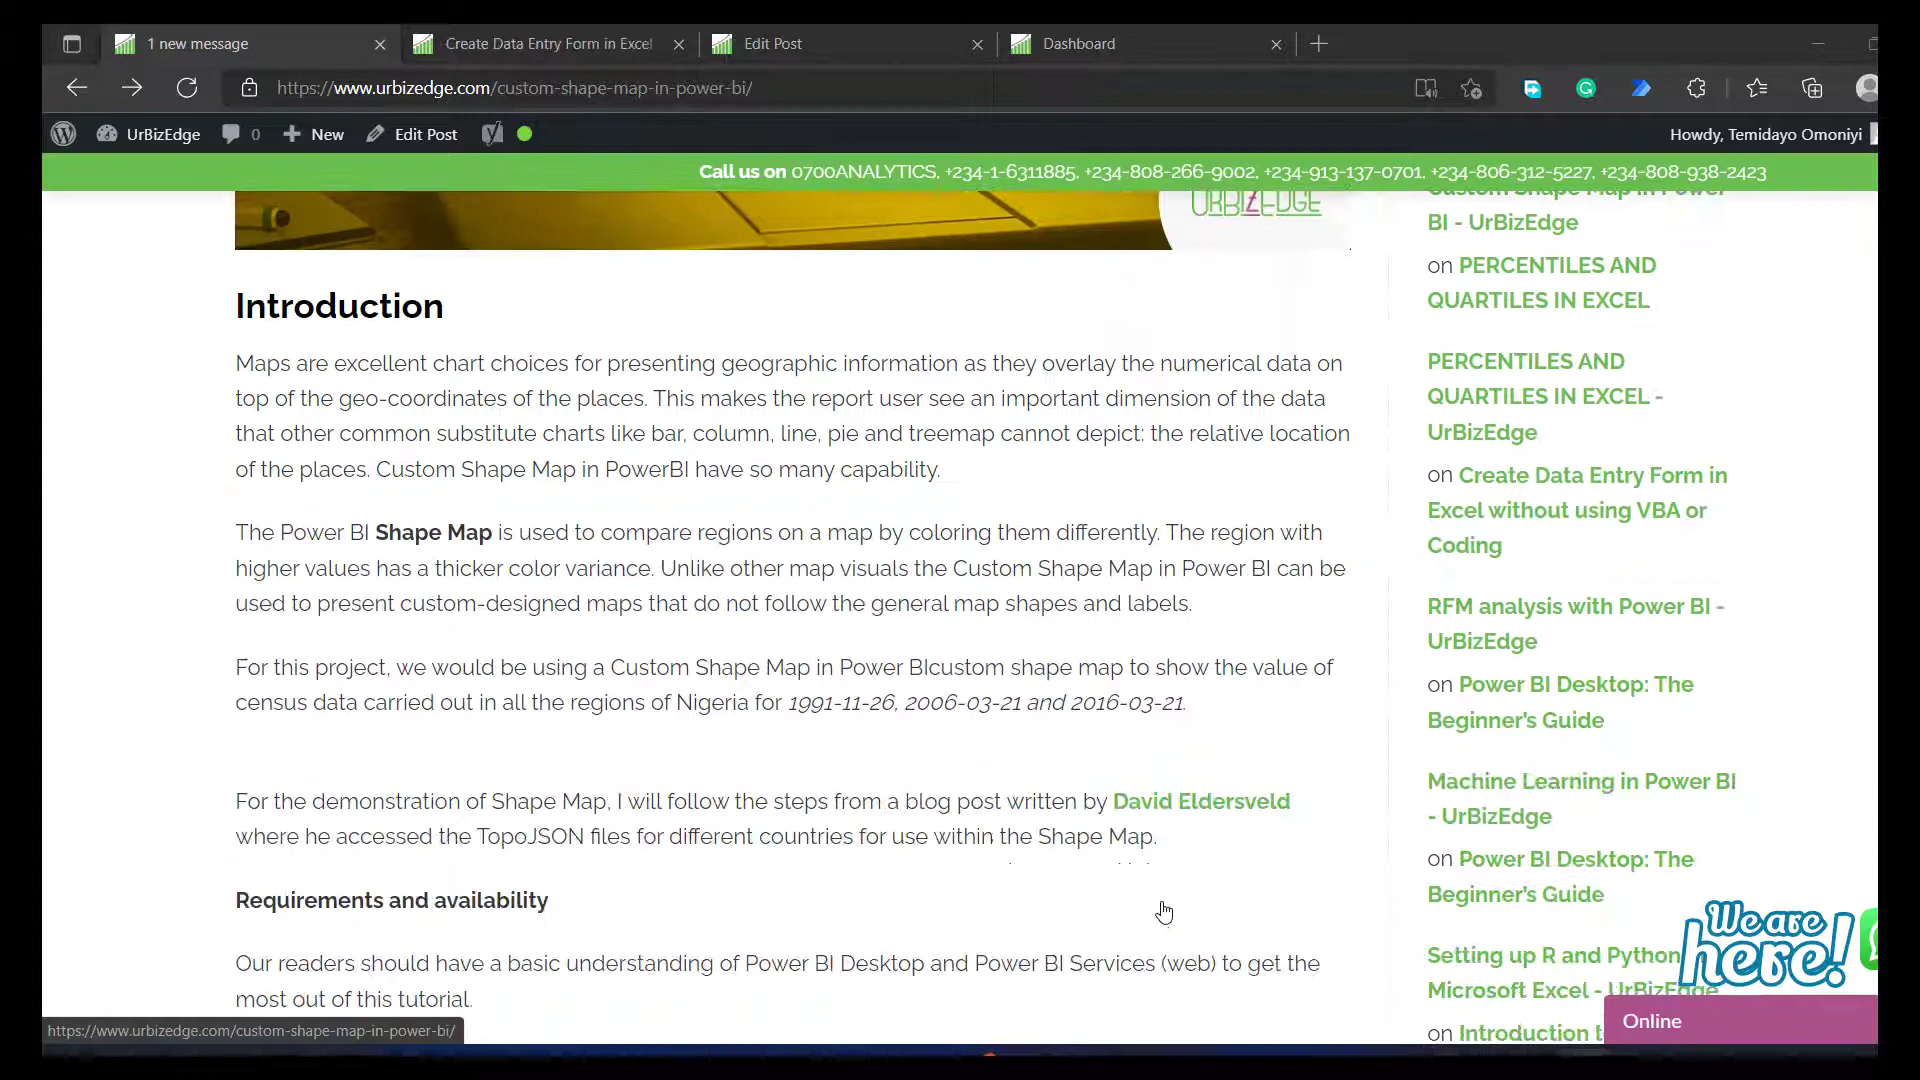 1 new message
Create Data Entry Form in Excel
Edit Post
Dashboard
https://www.urbizedge.com/custom-shape-map-in-power-bi/
UrBizEdge
0
New
Edit Post
Howdy, Temidayo Omoniyi
Call us on 0700ANALYTICS, +234-1-6311885, +234-808-266-9002, +234-913-137-0701, +234-806-312-5227, +234-808-938-2423
URBIZEDGE
Introduction
Maps are excellent chart choices for presenting geographic information as they overlay the numerical data on
top of the geo-coordinates of the places. This makes the report user see an important dimension of the data
that other common substitute charts like bar, column, line, pie and treemap cannot depict: the relative location
of the places. Custom Shape Map in PowerBI have so many capability.
The Power BI Shape Map is used to compare regions on a map by coloring them differently. The region with
higher values has a thicker color variance. Unlike other map visuals the Custom Shape Map in Power BI can be
used to present custom-designed maps that do not follow the general map shapes and labels.
For this project, we would be using a Custom Shape Map in Power BIcustom shape map to show the value of
census data carried out in all the regions of Nigeria for 1991-11-26, 2006-03-21 and 2016-03-21.
For the demonstration of Shape Map, I will follow the steps from a blog post written by David Eldersveld
where he accessed the TopoJSON files for different countries for use within the Shape Map.
Requirements and availability
Our readers should have a basic understanding of Power BI Desktop and Power BI Services (web) to get the
most out of this tutorial.
Custom Shape Map in Power
BI - UrBizEdge
on PERCENTILES AND
QUARTILES IN EXCEL
PERCENTILES AND
QUARTILES IN EXCEL -
UrBizEdge
on Create Data Entry Form in
Excel without using VBA or
Coding
RFM analysis with Power BI -
UrBizEdge
on Power BI Desktop: The
Beginner's Guide
Machine Learning in Power BI
- UrBizEdge
on Power BI Desktop: The
Beginner's Guide
Setting up R and Python
Microsoft Excel - UrBizEdge
on Introduction t
We are
here!
Online
https://www.urbizedge.com/custom-shape-map-in-power-bi/